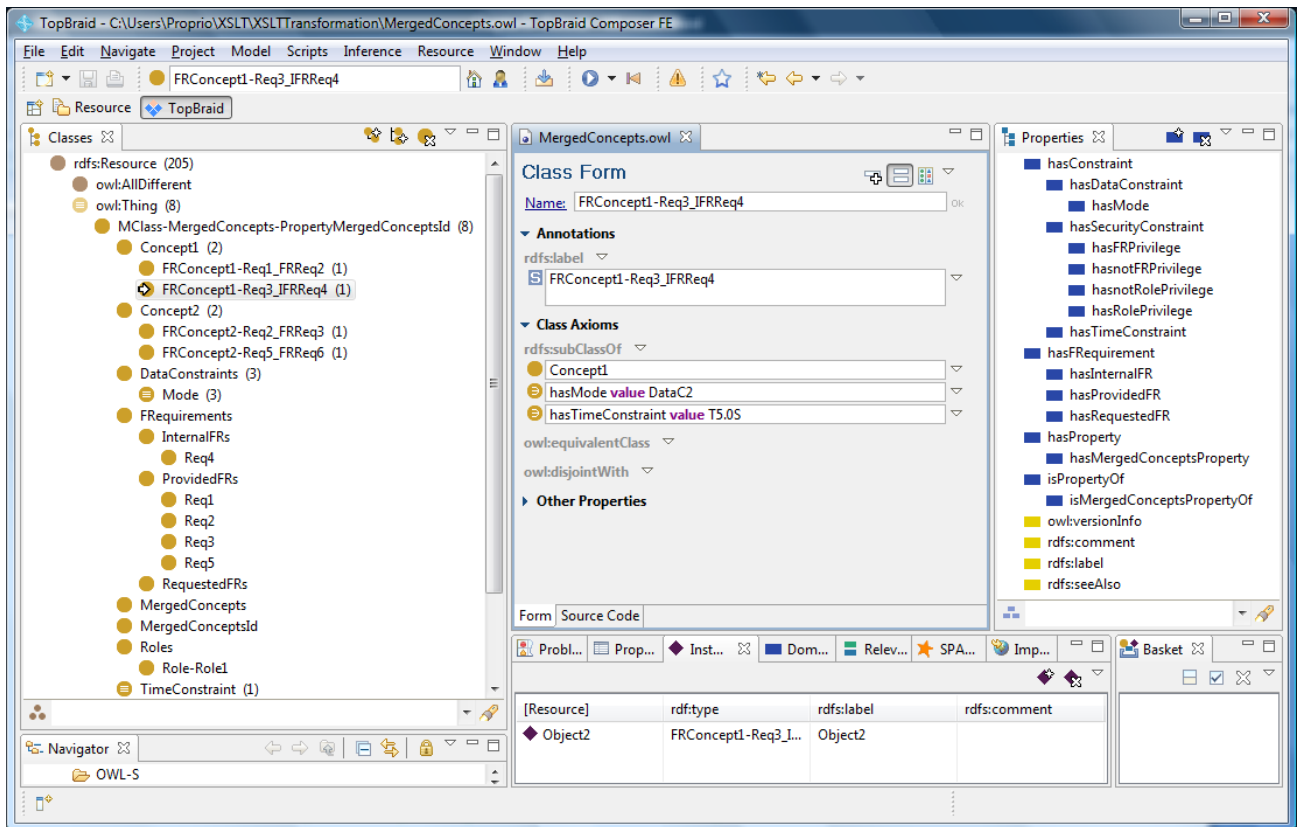 TopBraid - C:\Users\Proprio\XSLT\XSLTTransformation\MergedConcepts.owl - TopBraid Composer FE
File Edit Navigate Project Model Scripts Inference Resource Window Help
FRConcept1-Req3_IFRReq4
Resource TopBraid
Classes
rdfs:Resource (205)
owl:AllDifferent
owl:Thing (8)
MClass-MergedConcepts-PropertyMergedConceptsId (8)
Concept1 (2)
FRConcept1-Req1_FRReq2 (1)
FRConcept1-Req3_IFRReq4 (1)
Concept2 (2)
FRConcept2-Req2_FRReq3 (1)
FRConcept2-Req5_FRReq6 (1)
DataConstraints (3)
Mode (3)
FRequirements
InternalFRs
Req4
ProvidedFRs
Req1
Req2
Req3
Req5
RequestedFRs
MergedConcepts
MergedConceptsId
Roles
Role-Role1
TimeConstraint (1)
Navigator
OWL-S
MergedConcepts.owl
Class Form
Name: FRConcept1-Req3_IFRReq4 Ok
Annotations
rdfs:label
S FRConcept1-Req3_IFRReq4
Class Axioms
rdfs:subClassOf
Concept1
hasMode value DataC2
hasTimeConstraint value T5.0S
owl:equivalentClass
owl:disjointWith
Other Properties
Form Source Code
Properties
hasConstraint
hasDataConstraint
hasMode
hasSecurityConstraint
hasFRPrivilege
hasnotFRPrivilege
hasnotRolePrivilege
hasRolePrivilege
hasTimeConstraint
hasFRequirement
hasInternalFR
hasProvidedFR
hasRequestedFR
hasProperty
hasMergedConceptsProperty
isPropertyOf
isMergedConceptsPropertyOf
owl:versionInfo
rdfs:comment
rdfs:label
rdfs:seeAlso
Probl... Prop... Inst... Dom... Relev... SPA... Imp...
[Resource] rdf:type rdfs:label rdfs:comment
Object2 FRConcept1-Req3_I... Object2
Basket